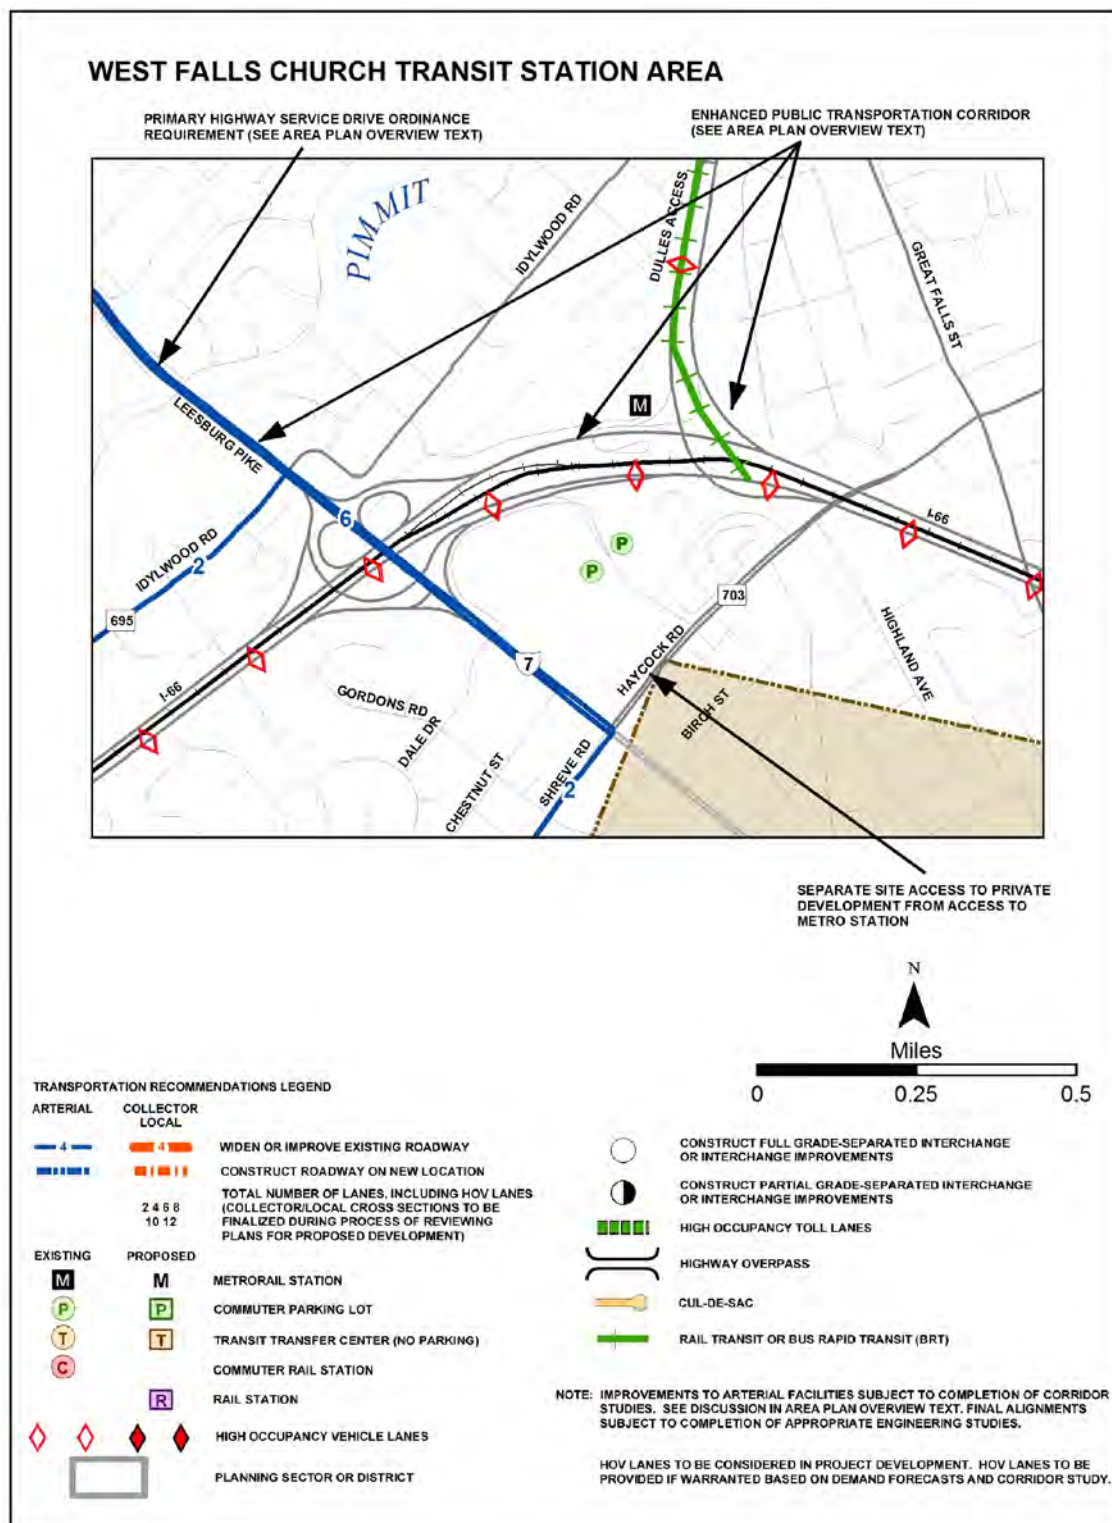 WEST FALLS CHURCH TRANSIT STATION AREA
PRIMARY HIGHWAY SERVICE DRIVE ORDINANCE
REQUIREMENT (SEE AREA PLAN OVERVIEW TEXT)
ENHANCED PUBLIC TRANSPORTATION CORRIDOR
(SEE AREA PLAN OVERVIEW TEXT)
PIMMIT
IDYLWOOD RD
DULLES ACCESS
GREAT FALLS ST
M
LEESBURG PIKE
6
I-66
IDYLWOOD RD
2
P
P
695
703
HIGHLAND AVE
HAYCOCK RD
7
I-66
GORDONS RD
BIRCH ST
DALE DR
CHESTNUT ST
SHREVE RD
2
SEPARATE SITE ACCESS TO PRIVATE
DEVELOPMENT FROM ACCESS TO
METRO STATION
N
Miles
0 0.25 0.5
TRANSPORTATION RECOMMENDATIONS LEGEND
ARTERIAL COLLECTOR
LOCAL
4 4 WIDEN OR IMPROVE EXISTING ROADWAY
CONSTRUCT ROADWAY ON NEW LOCATION
TOTAL NUMBER OF LANES, INCLUDING HOV LANES
2 4 6 8 (COLLECTOR/LOCAL CROSS SECTIONS TO BE
10 12 FINALIZED DURING PROCESS OF REVIEWING
PLANS FOR PROPOSED DEVELOPMENT)
EXISTING PROPOSED
M M METRORAIL STATION
P P COMMUTER PARKING LOT
T T TRANSIT TRANSFER CENTER (NO PARKING)
C COMMUTER RAIL STATION
R RAIL STATION
HIGH OCCUPANCY VEHICLE LANES
PLANNING SECTOR OR DISTRICT
CONSTRUCT FULL GRADE-SEPARATED INTERCHANGE
OR INTERCHANGE IMPROVEMENTS
CONSTRUCT PARTIAL GRADE-SEPARATED INTERCHANGE
OR INTERCHANGE IMPROVEMENTS
HIGH OCCUPANCY TOLL LANES
HIGHWAY OVERPASS
CUL-DE-SAC
RAIL TRANSIT OR BUS RAPID TRANSIT (BRT)
NOTE: IMPROVEMENTS TO ARTERIAL FACILITIES SUBJECT TO COMPLETION OF CORRIDOR
STUDIES. SEE DISCUSSION IN AREA PLAN OVERVIEW TEXT. FINAL ALIGNMENTS
SUBJECT TO COMPLETION OF APPROPRIATE ENGINEERING STUDIES.
HOV LANES TO BE CONSIDERED IN PROJECT DEVELOPMENT. HOV LANES TO BE
PROVIDED IF WARRANTED BASED ON DEMAND FORECASTS AND CORRIDOR STUDY.